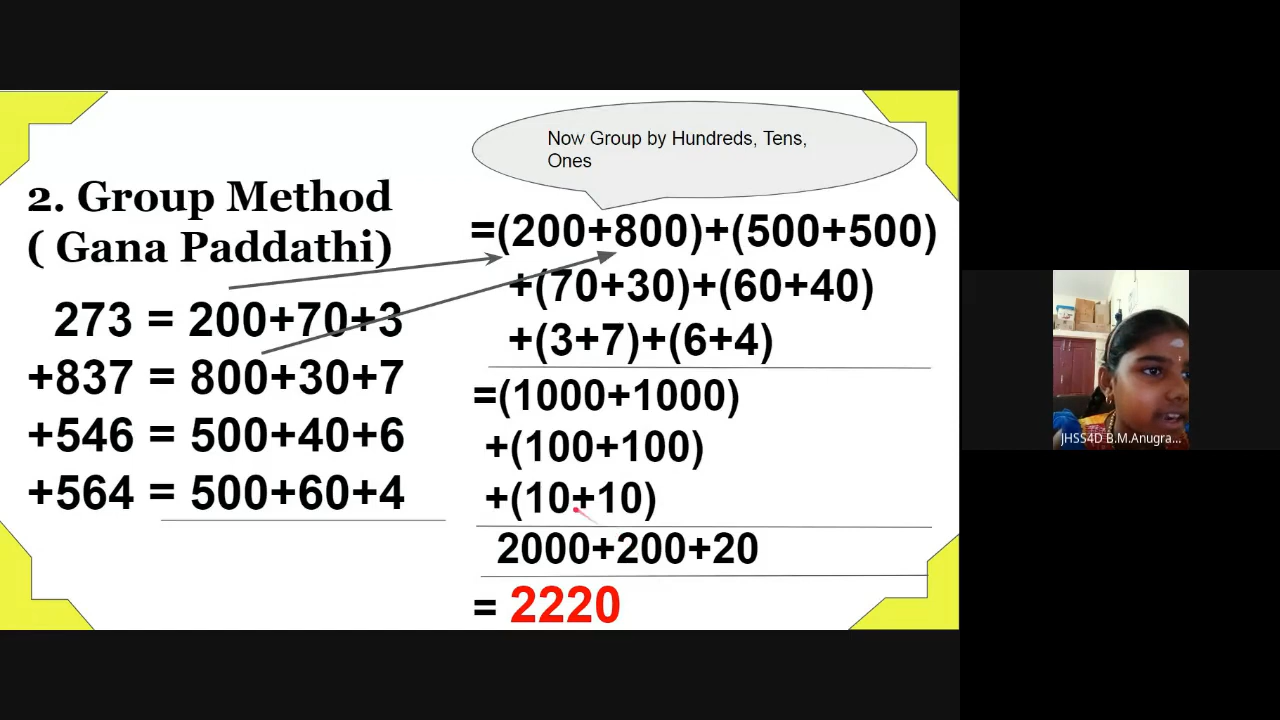 2. Group Method
( Gana Paddathi)
273 = 200+70+3
+837 = 800+30+7
+546 = 500+40+6
+564 = 500+60+4
Now Group by Hundreds, Tens,
Ones
=(200+800)+(500+500)
+(70+30)+(60+40)
+(3+7)+(6+4)
=(1000+1000)
+(100+100)
+(10+10)
2000+200+20
= 2220
JHSS4D B.M.Anugra...